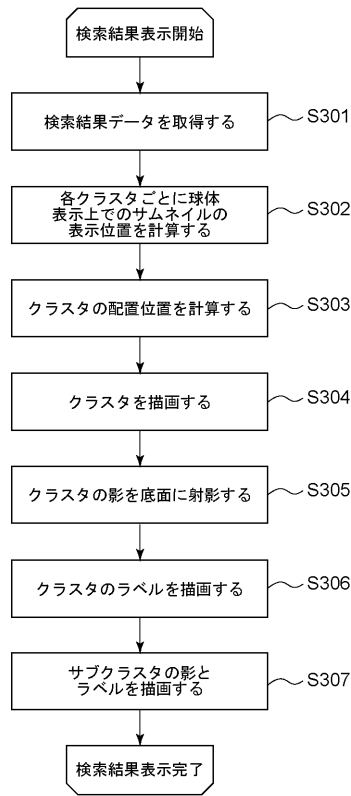 検索結果表示開始
検索結果データを取得する
S301
各クラスタごとに球体
表示上でのサムネイルの
表示位置を計算する
S302
クラスタの配置位置を計算する
S303
クラスタを描画する
S304
クラスタの影を底面に射影する
S305
クラスタのラベルを描画する
S306
サブクラスタの影と
ラベルを描画する
S307
検索結果表示完了